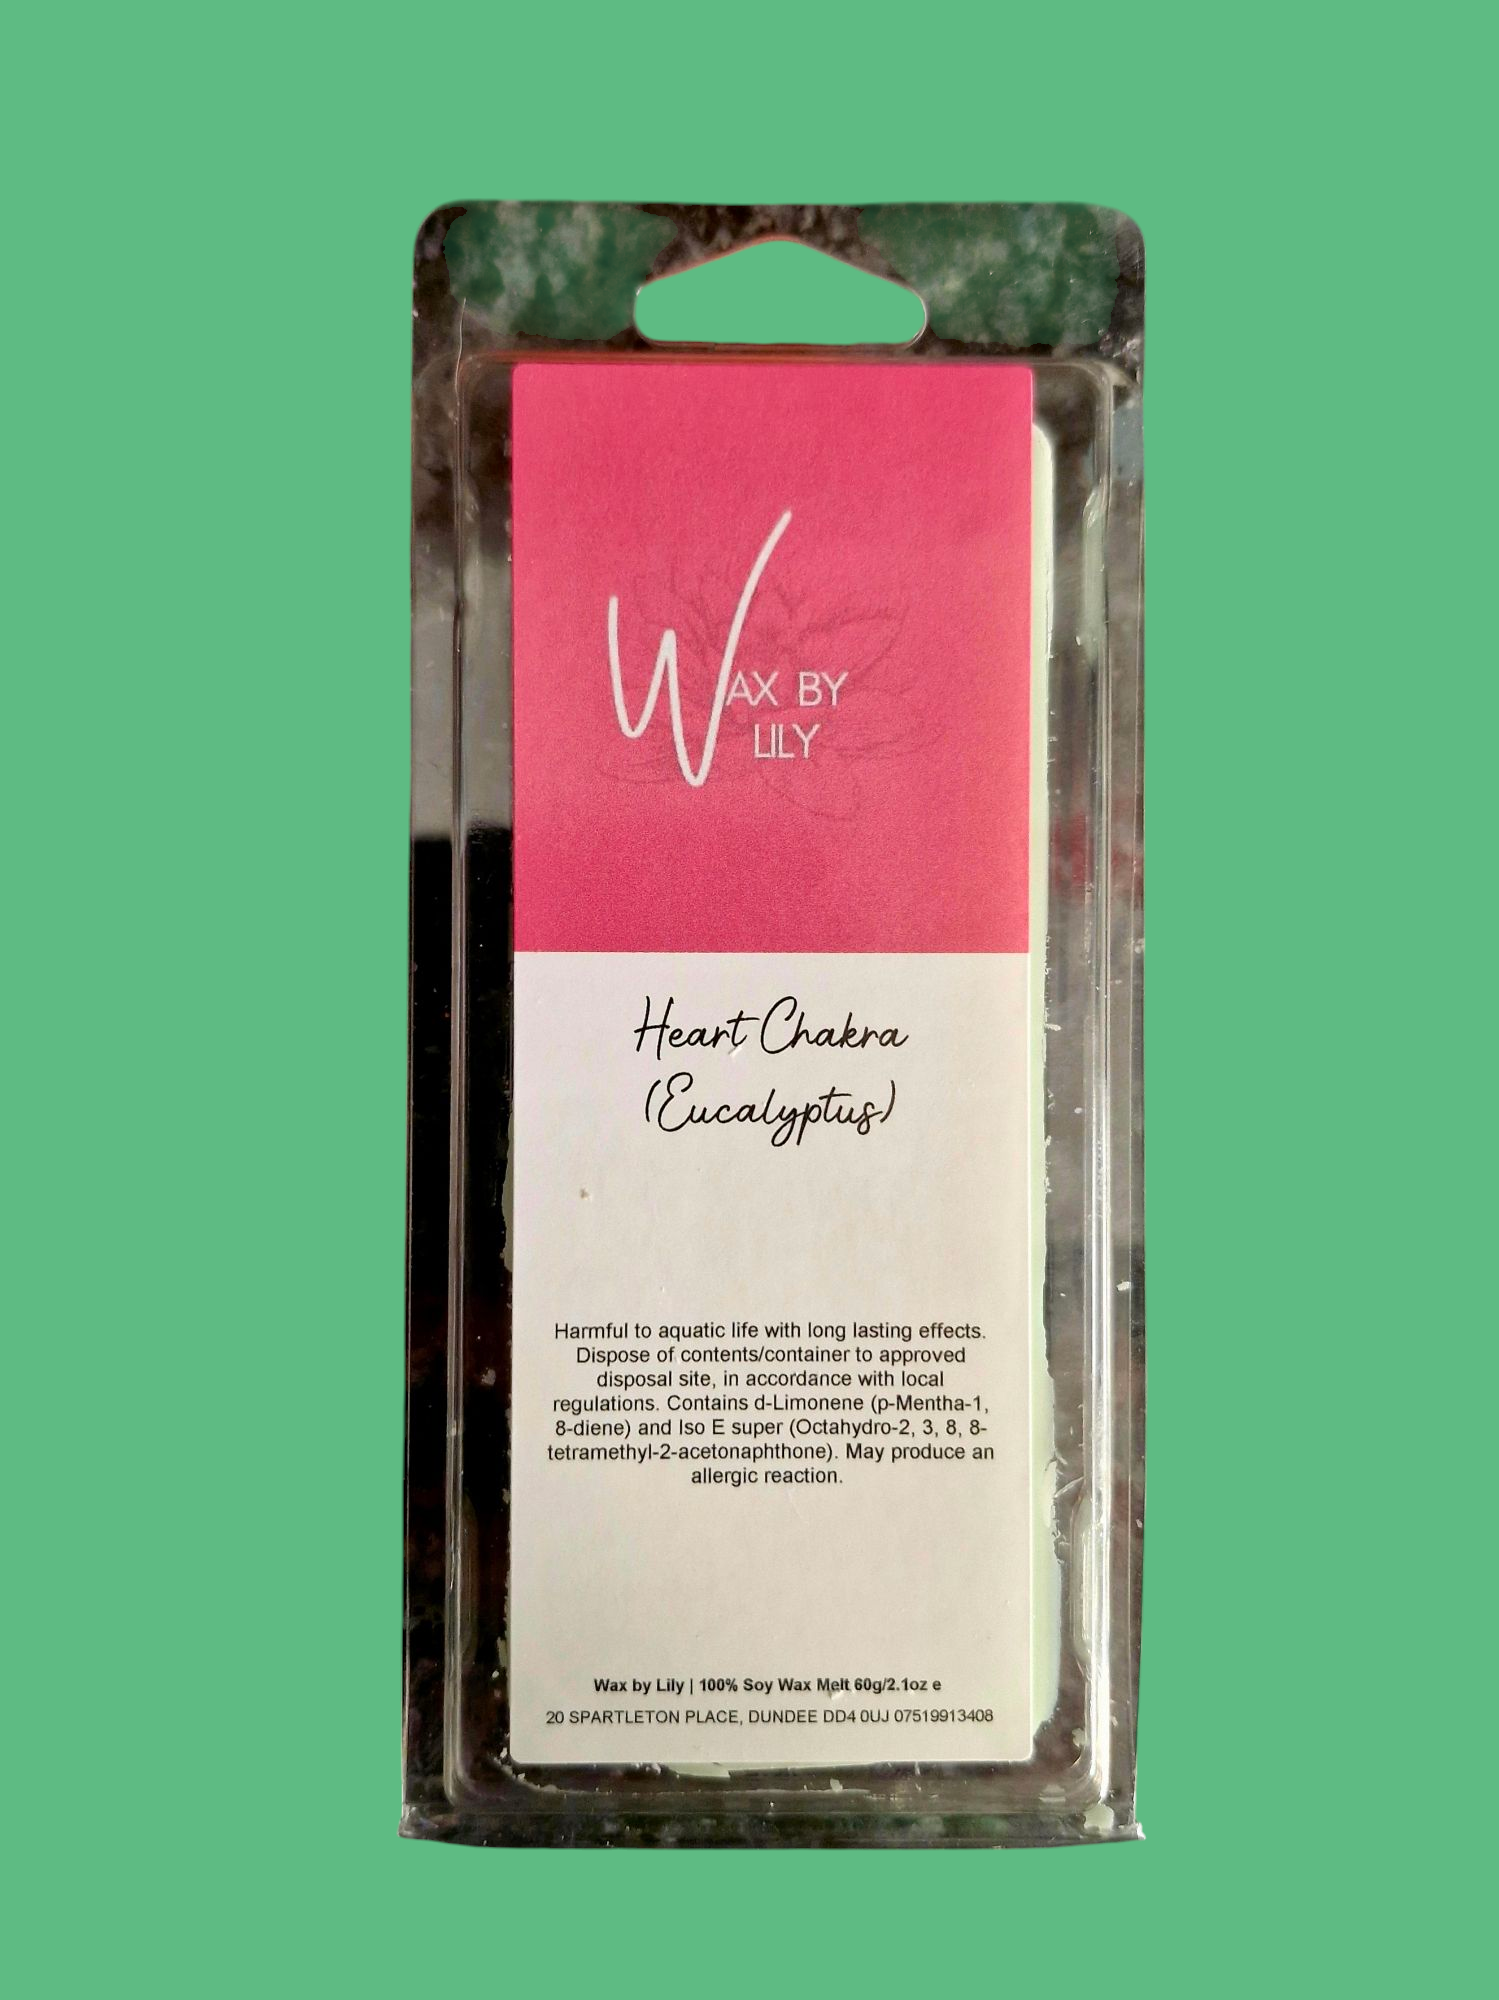 WAX BY
LILY
Heart Chakra
(Eucalyptus)
Harmful to aquatic life with long lasting effects.
Dispose of contents/container to approved
disposal site, in accordance with local
regulations. Contains d-Limonene (p-Mentha-1,
8-diene) and Iso E super (Octahydro-2, 3, 8, 8-
tetramethyl-2-acetonaphthone). May produce an
allergic reaction.
Wax by Lily | 100% Soy Wax Melt 60g/2.1oz e
20 SPARTLETON PLACE, DUNDEE DD4 0UJ 07519913408